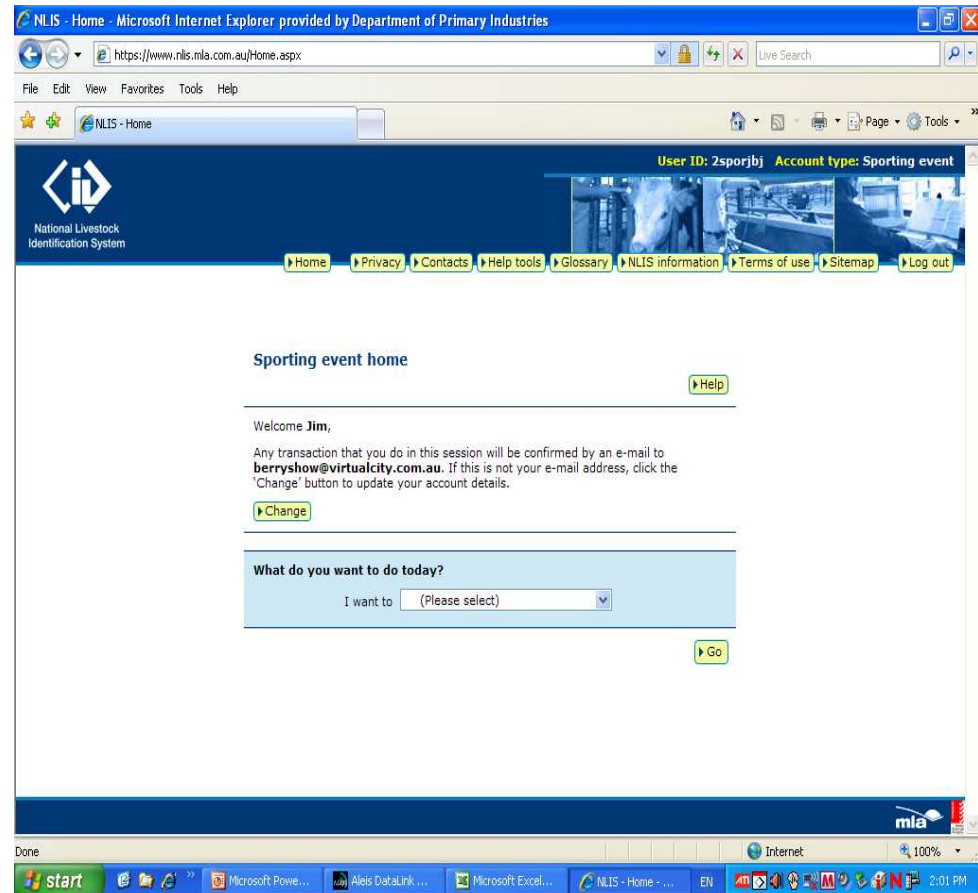 NLIS - Home - Microsoft Internet Explorer provided by Department of Primary Industries
https://www.nlis.mla.com.au/Home.aspx
Live Search
File Edit View Favorites Tools Help
NLIS - Home
Page Tools
User ID: 2sporjbj Account type: Sporting event
National Livestock
Identification System
Home Privacy Contacts Help tools Glossary NLIS information Terms of use Sitemap Log out
Sporting event home
Help
Welcome Jim,
Any transaction that you do in this session will be confirmed by an e-mail to
berryshow@virtualcity.com.au. If this is not your e-mail address, click the
'Change' button to update your account details.
Change
What do you want to do today?
I want to (Please select)
Go
mla
Done Internet 100%
start Microsoft Powe... Aleis DataLink ... Microsoft Excel... NLIS - Home - ... EN 2:01 PM